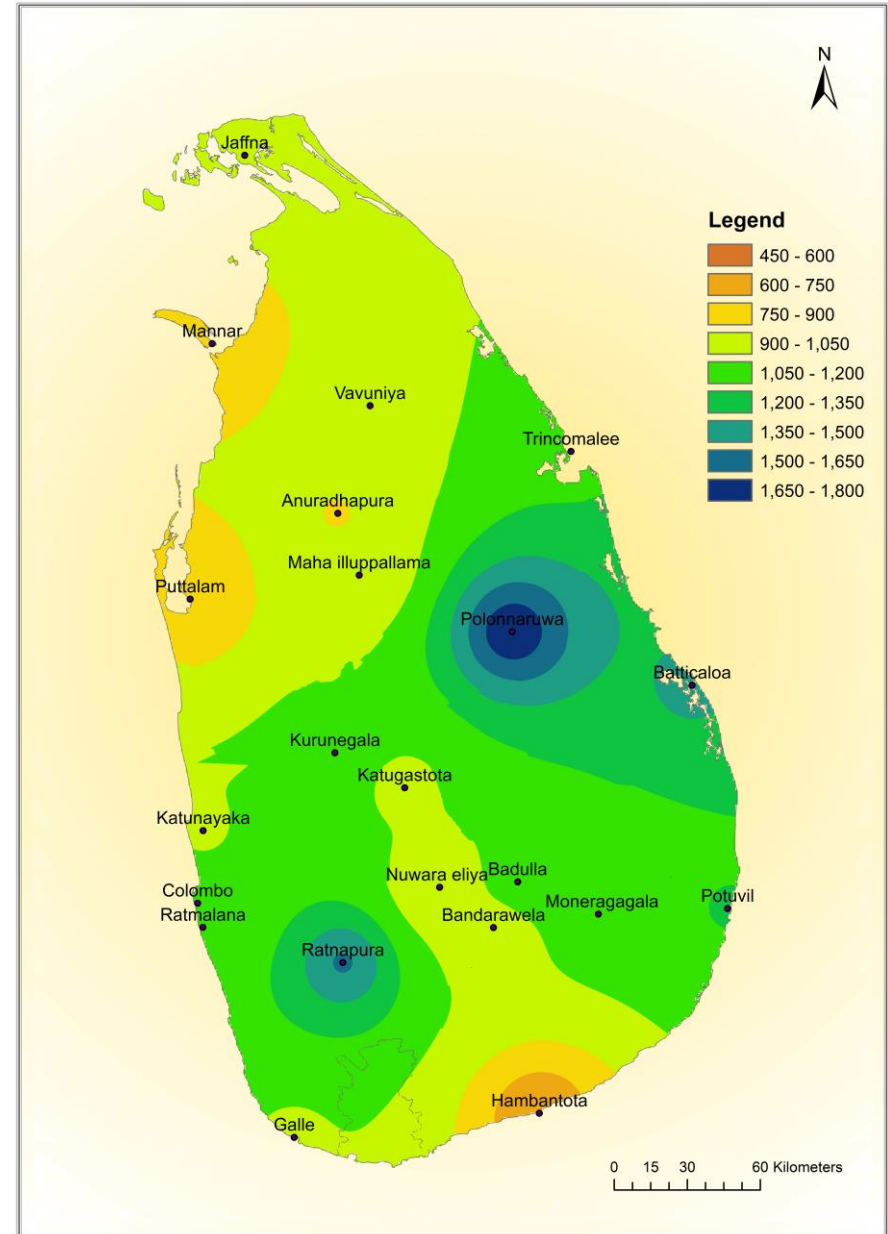 N
Jaffna
Legend
450 - 600
600 - 750
750 - 900
900 - 1,050
1,050 - 1,200
1,200 - 1,350
1,350 - 1,500
1,500 - 1,650
1,650 - 1,800
Mannar
Vavuniya
Trincomalee
Anuradhapura
Maha illuppallama
Puttalam
Polonnaruwa
Batticaloa
Kurunegala
Katugastota
Katunayaka
Nuwara eliya
Badulla
Colombo
Moneragagala
Potuvil
Ratmalana
Bandarawela
Ratnapura
Hambantota
Galle
0 15 30 60 Kilometers